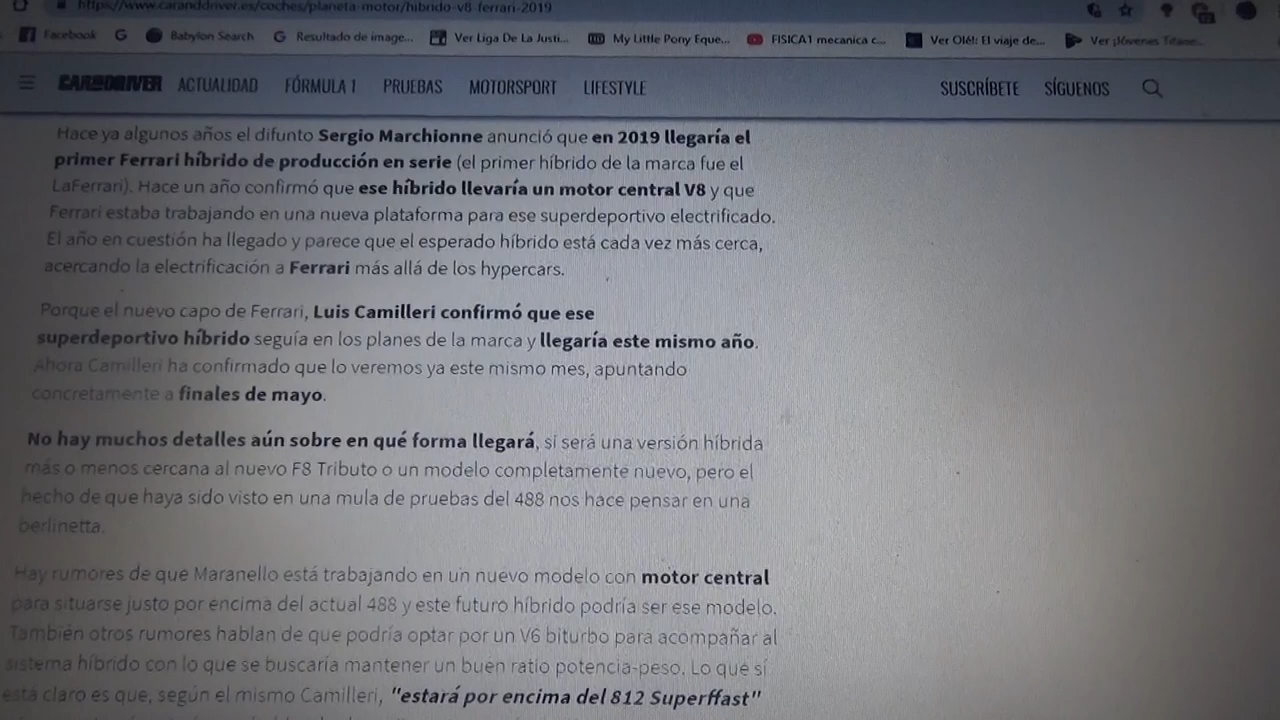 https://www.caranddriver.es/coches/planeta-motor/hibrido-v8-ferrari-2019
Facebook
Babylon Search
Resultado de image...
Ver Liga De La Justi...
My Little Pony Eque...
FISICA1 mecanica c...
Ver Olé!: El viaje de...
Ver ¡Jóvenes Titane...
CAR AND DRIVER
ACTUALIDAD
FÓRMULA 1
PRUEBAS
MOTORSPORT
LIFESTYLE
SUSCRÍBETE
SÍGUENOS
Hace ya algunos años el difunto Sergio Marchionne anunció que en 2019 llegaría el
primer Ferrari híbrido de producción en serie (el primer híbrido de la marca fue el
LaFerrari). Hace un año confirmó que ese híbrido llevaría un motor central V8 y que
Ferrari estaba trabajando en una nueva plataforma para ese superdeportivo electrificado.
El año en cuestión ha llegado y parece que el esperado híbrido está cada vez más cerca,
acercando la electrificación a Ferrari más allá de los hypercars.
Porque el nuevo capo de Ferrari, Luis Camilleri confirmó que ese
superdeportivo híbrido seguía en los planes de la marca y llegaría este mismo año.
Ahora Camilleri ha confirmado que lo veremos ya este mismo mes, apuntando
concretamente a finales de mayo.
No hay muchos detalles aún sobre en qué forma llegará, si será una versión híbrida
más o menos cercana al nuevo F8 Tributo o un modelo completamente nuevo, pero el
hecho de que haya sido visto en una mula de pruebas del 488 nos hace pensar en una
berlinetta.
Hay rumores de que Maranello está trabajando en un nuevo modelo con motor central
para situarse justo por encima del actual 488 y este futuro híbrido podría ser ese modelo.
También otros rumores hablan de que podría optar por un V6 biturbo para acompañar al
sistema híbrido con lo que se buscaría mantener un buen ratio potencia-peso. Lo que sí
está claro es que, según el mismo Camilleri, "estará por encima del 812 Superffast"